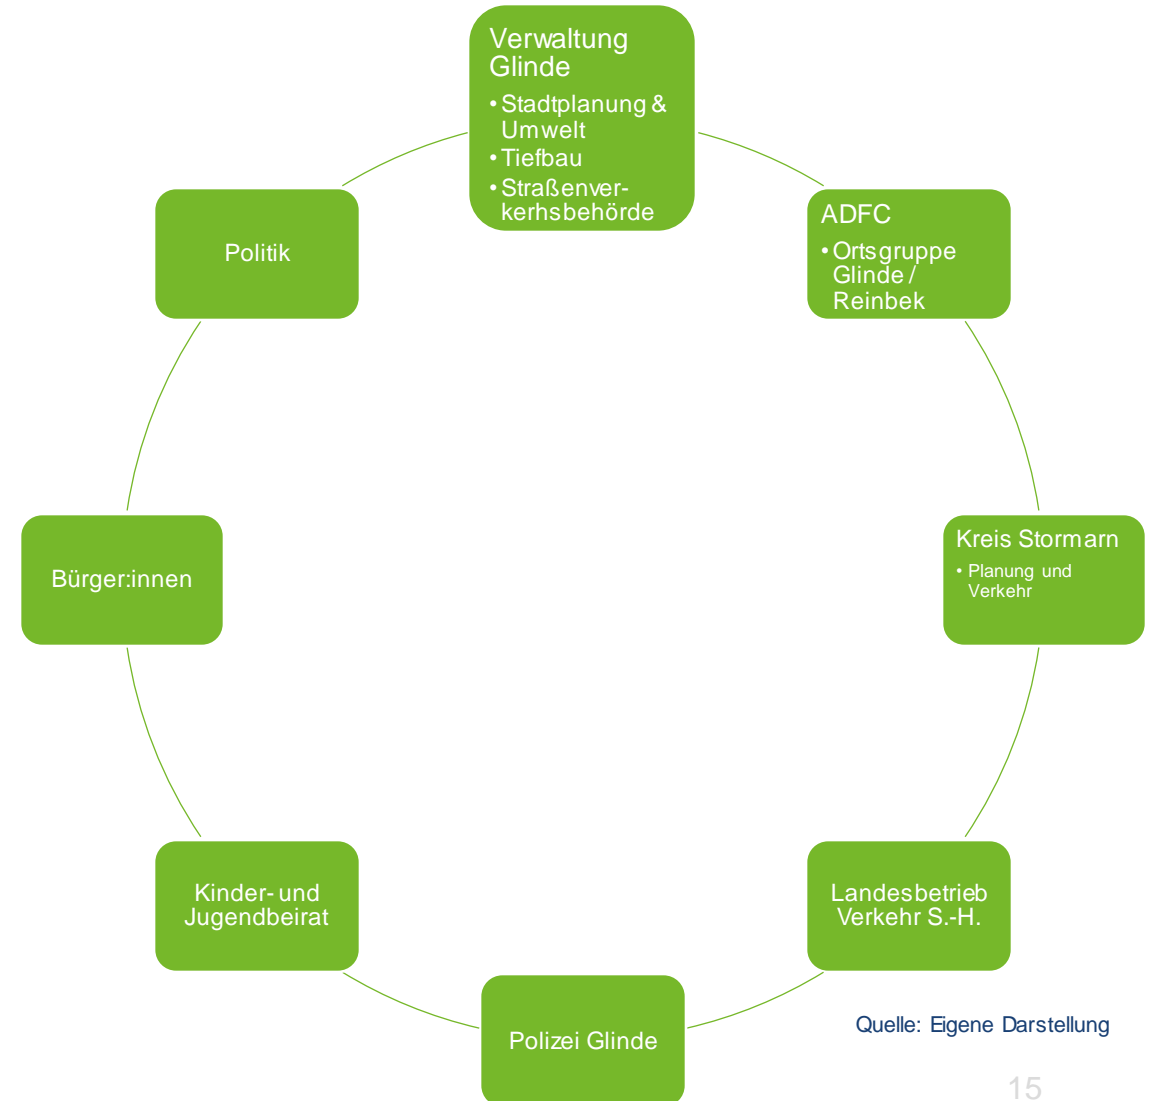 Verwaltung
Glinde
• Stadtplanung &
Umwelt
• Tiefbau
• Straßenver-
kerhsbehörde
ADFC
• Ortsgruppe
Glinde /
Reinbek
Kreis Stormarn
• Planung und
Verkehr
Landesbetrieb
Verkehr S.-H.
Polizei Glinde
Kinder- und
Jugendbeirat
Bürger:innen
Politik
Quelle: Eigene Darstellung
15